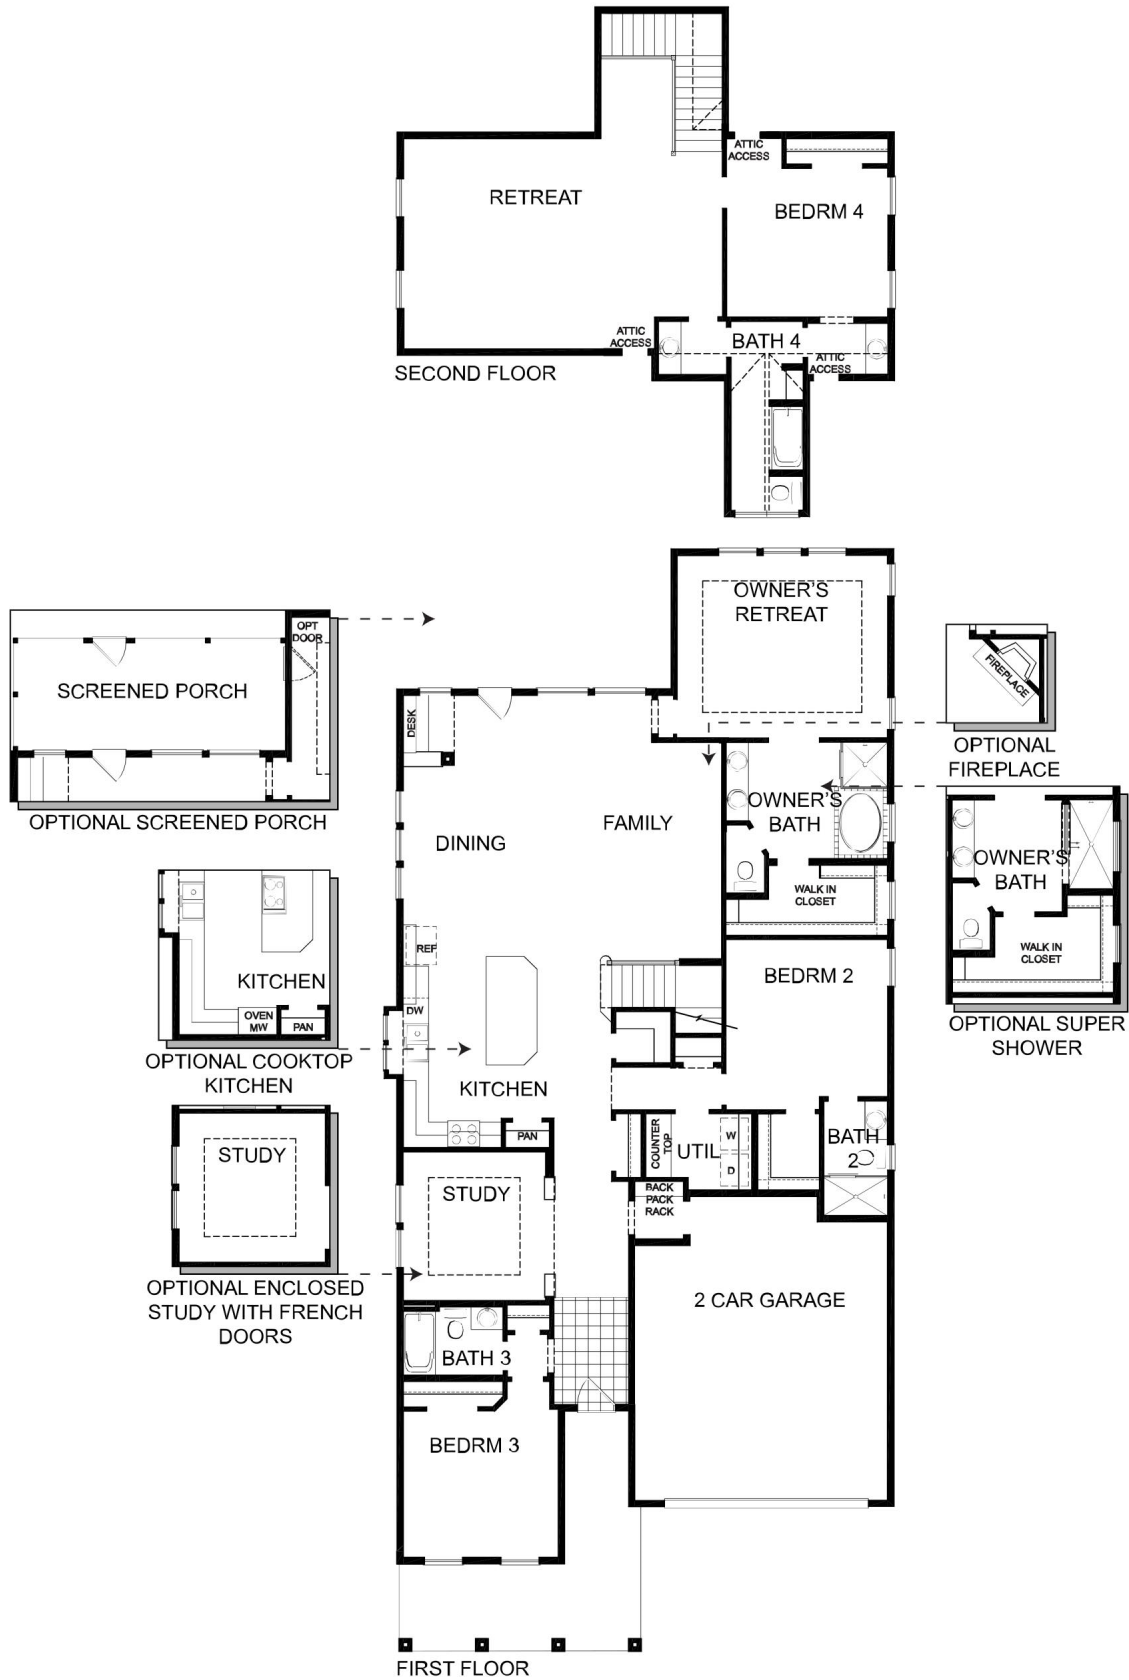 ATTIC
ACCESS
RETREAT
BEDRM 4
ATTIC
ACCESS
BATH 4
ATTIC
ACCESS
SECOND FLOOR
OWNER'S
RETREAT
OPT
DOOR
SCREENED PORCH
OPTIONAL SCREENED PORCH
DESK
FIREPLACE
OPTIONAL
FIREPLACE
DINING
FAMILY
OWNER'S
BATH
WALK IN
CLOSET
OWNER'S
BATH
WALK IN
CLOSET
OPTIONAL SUPER
SHOWER
KITCHEN
OVEN
MW
PAN
OPTIONAL COOKTOP
KITCHEN
REF
DW
KITCHEN
PAN
BEDRM 2
COUNTER
TOP
UTIL
W
D
BATH
2
STUDY
OPTIONAL ENCLOSED
STUDY WITH FRENCH
DOORS
STUDY
BACK
PACK
RACK
2 CAR GARAGE
BATH 3
BEDRM 3
FIRST FLOOR